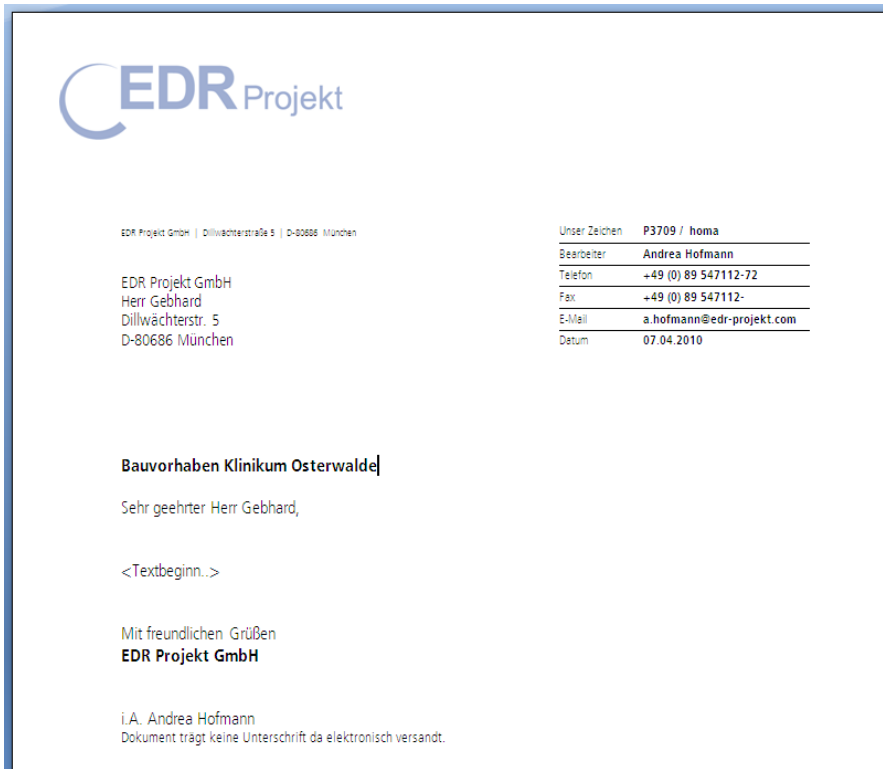 EDR Projekt
EDR Projekt GmbH | Dillwächterstraße 5 | D-80686 München
Unser Zeichen P3709 / homa
Bearbeiter Andrea Hofmann
Telefon +49 (0) 89 547112-72
Fax +49 (0) 89 547112-
E-Mail a.hofmann@edr-projekt.com
Datum 07.04.2010
EDR Projekt GmbH
Herr Gebhard
Dillwächterstr. 5
D-80686 München
Bauvorhaben Klinikum Osterwalde
Sehr geehrter Herr Gebhard,
<Textbeginn..>
Mit freundlichen Grüßen
EDR Projekt GmbH
i.A. Andrea Hofmann
Dokument trägt keine Unterschrift da elektronisch versandt.